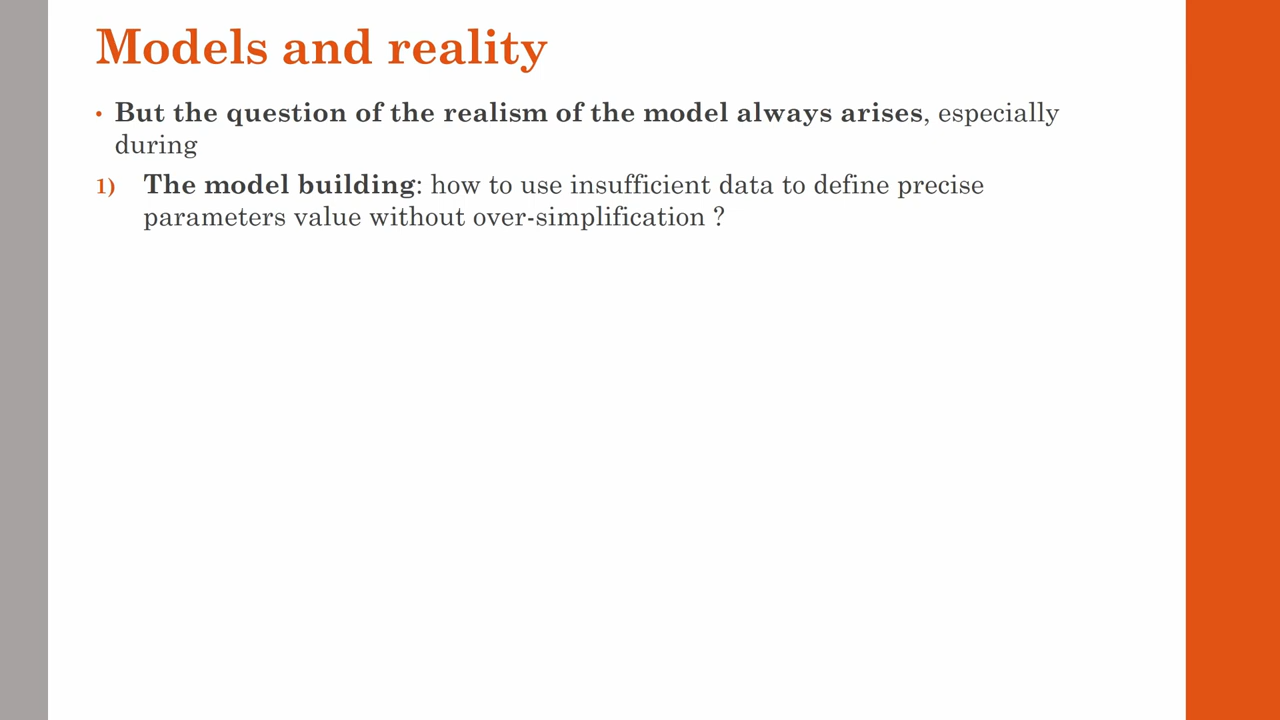 Models and reality
• But the question of the realism of the model always arises, especially
during
1) The model building: how to use insufficient data to define precise
parameters value without over-simplification ?